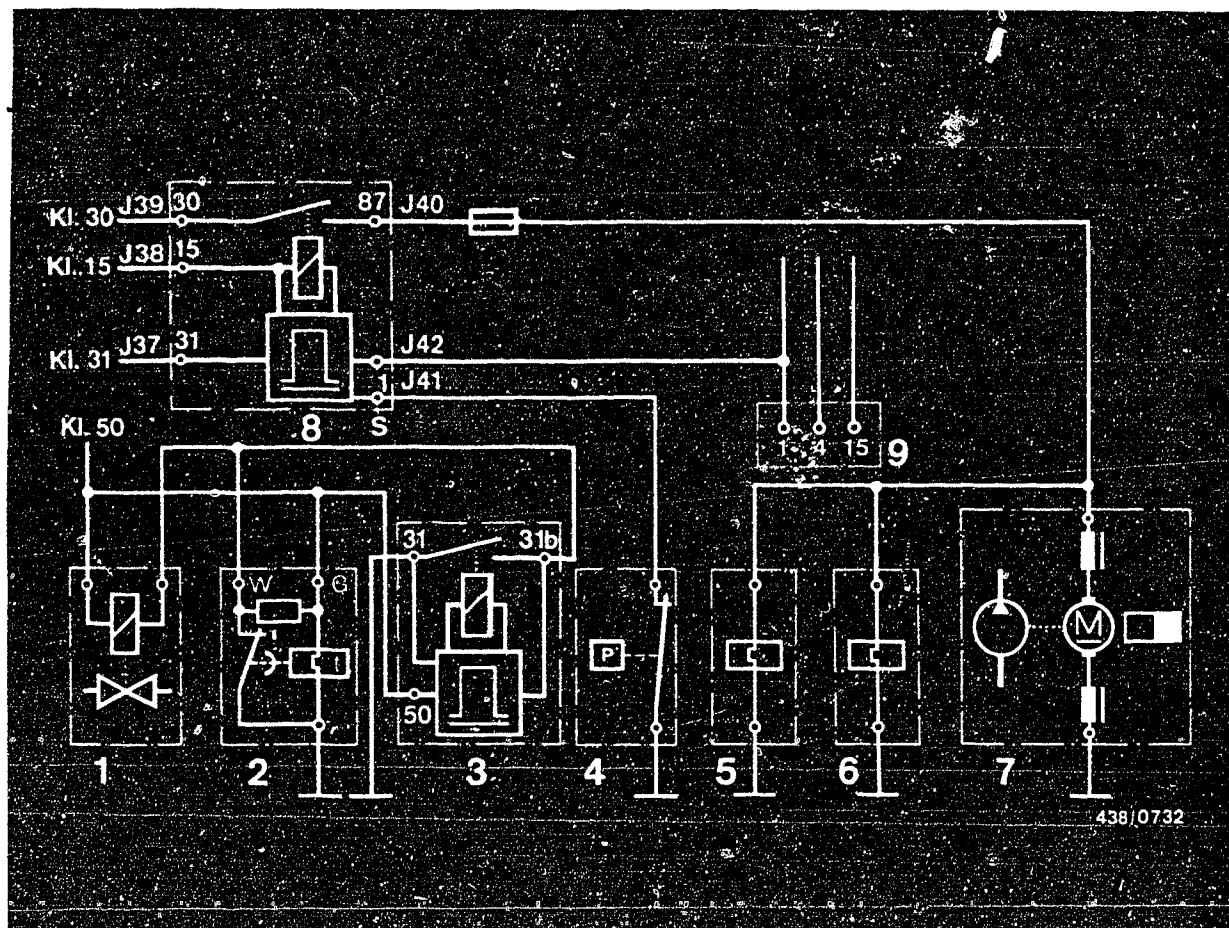 Kl. 30 J39 30 87 J40
Kl. 15 J38 15
Kl. 31 J37 31 J42
1 J41
8 S
Kl. 50
1 4 15 9
31 31b
W G
P
M
50
r
1 2 3 4 5 6 7
438/0732